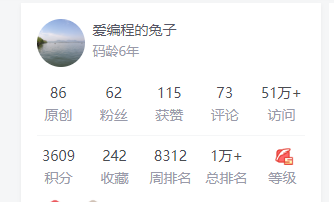 爱编程的兔子
码龄6年
86 62 115 73 51万+
原创 粉丝 获赞 评论 访问
3609 242 8312 1万+
积分 收藏 周排名 总排名 等级